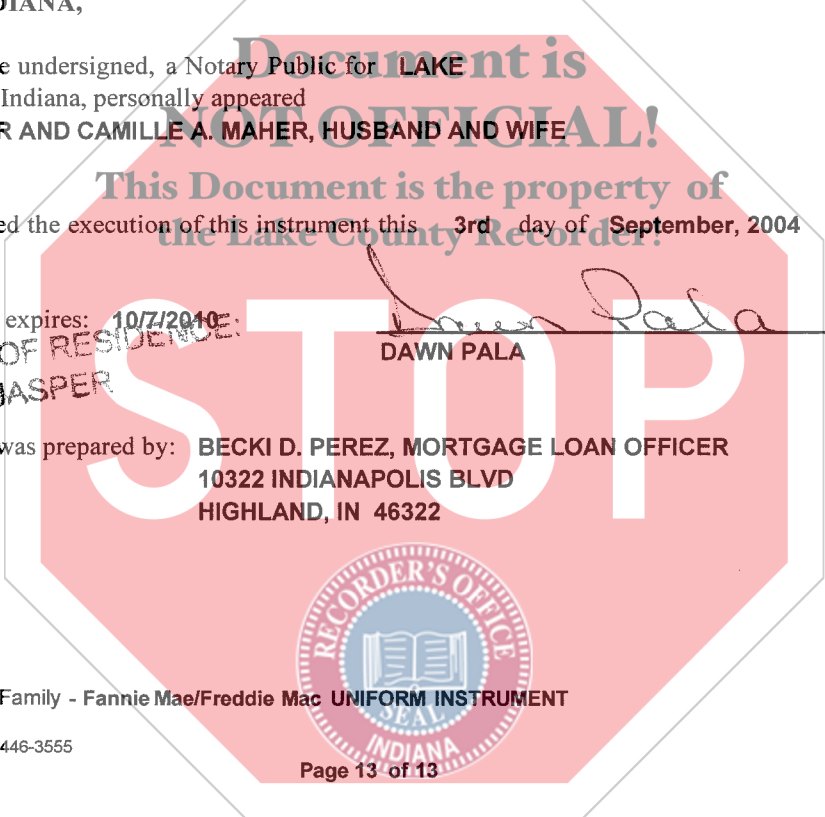 DIANA,
e undersigned, a Notary Public for LAKE
Document is
Indiana, personally appeared
NOT OFFICIAL!
R AND CAMILLE A. MAHER, HUSBAND AND WIFE
This Document is the property of
ed the execution of this instrument this 3rd day of September, 2004
the Lake County Recorder!
expires: 10/7/2010
OF RESIDENCE:
JASPER
Dawn Pala
DAWN PALA
STOP
was prepared by: BECKI D. PEREZ, MORTGAGE LOAN OFFICER
10322 INDIANAPOLIS BLVD
HIGHLAND, IN 46322
RECORDER'S OFFICE
SEAL
INDIANA
Family - Fannie Mae/Freddie Mac UNIFORM INSTRUMENT
446-3555
Page 13 of 13